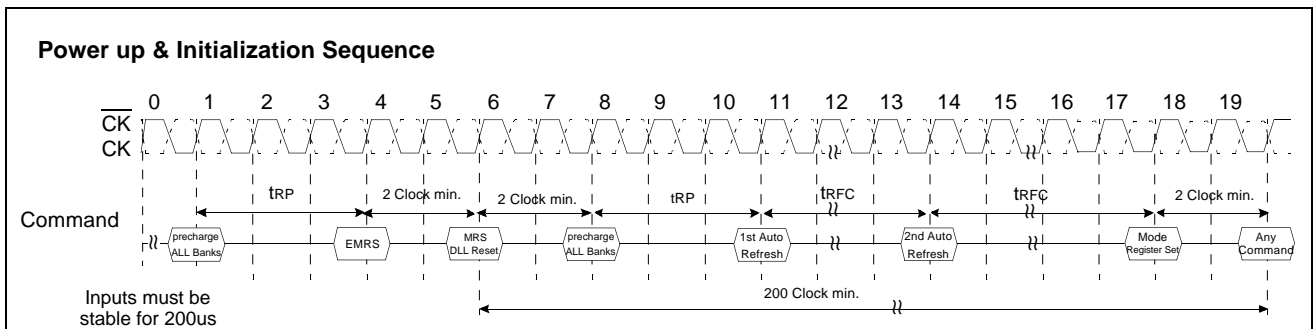 Power up & Initialization Sequence
0 1 2 3 4 5 6 7 8 9 10 11 12 13 14 15 16 17 18 19
CK
CK
tRP 2 Clock min. 2 Clock min. tRP tRFC tRFC 2 Clock min.
Command
precharge ALL Banks
EMRS
MRS DLL Reset
precharge ALL Banks
1st Auto Refresh
2nd Auto Refresh
Mode Register Set
Any Command
200 Clock min.
Inputs must be
stable for 200us